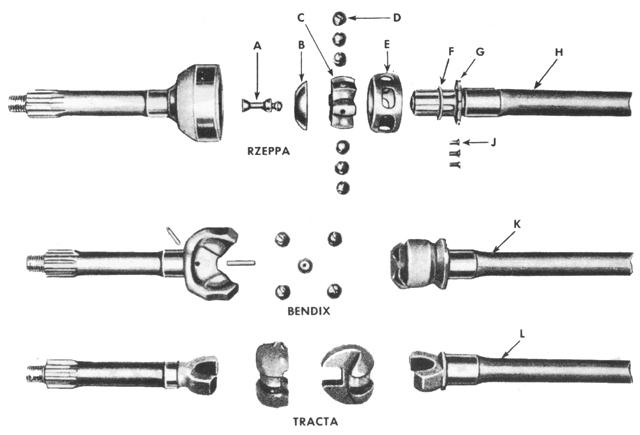 C D
A B E F G H
J
RZEPPA
K
BENDIX
L
TRACTA